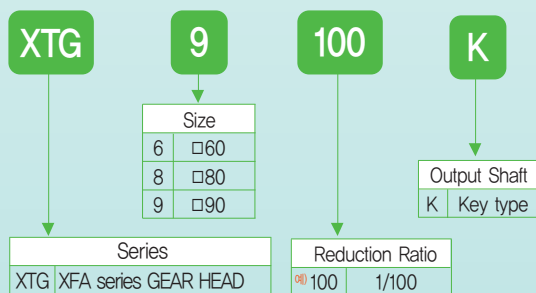 XTG 9 100 K
Size
6 □60
8 □80
9 □90
Output Shaft
K Key type
Series
XTG XFA series GEAR HEAD
Reduction Ratio
예) 100 1/100